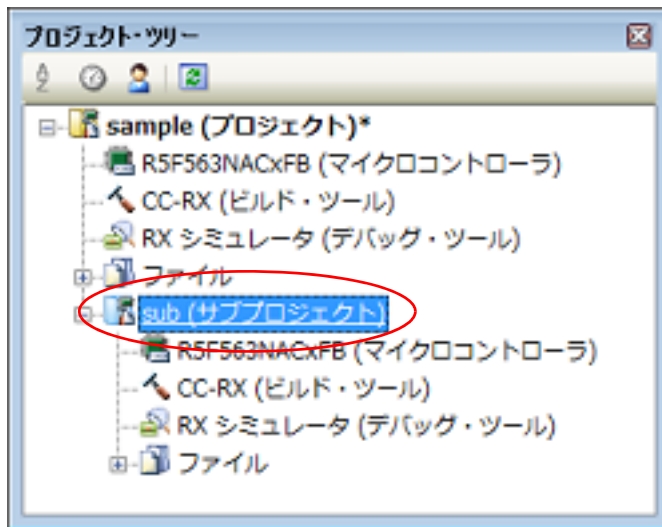 プロジェクト・ツリー
sample (プロジェクト)*
R5F563NACxFB (マイクロコントローラ)
CC-RX (ビルド・ツール)
RX シミュレータ (デバッグ・ツール)
ファイル
sub (サブプロジェクト)
R5F563NACxFB (マイクロコントローラ)
CC-RX (ビルド・ツール)
RX シミュレータ (デバッグ・ツール)
ファイル